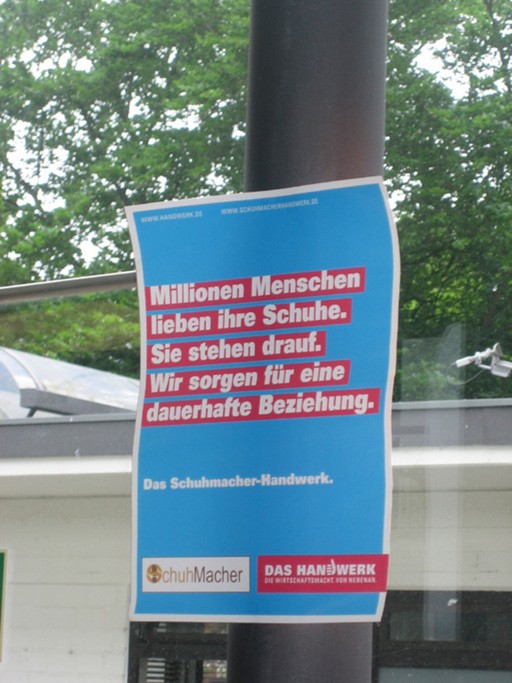 WWW.HANDWERK.DE WWW.SCHUHMACHERHANDWERK.DE
Millionen Menschen
lieben ihre Schuhe.
Sie stehen drauf.
Wir sorgen für eine
dauerhafte Beziehung.
Das Schuhmacher-Handwerk.
SchuhMacher
DAS HANDWERK
DIE WIRTSCHAFTSMACHT. VON NEBENAN.